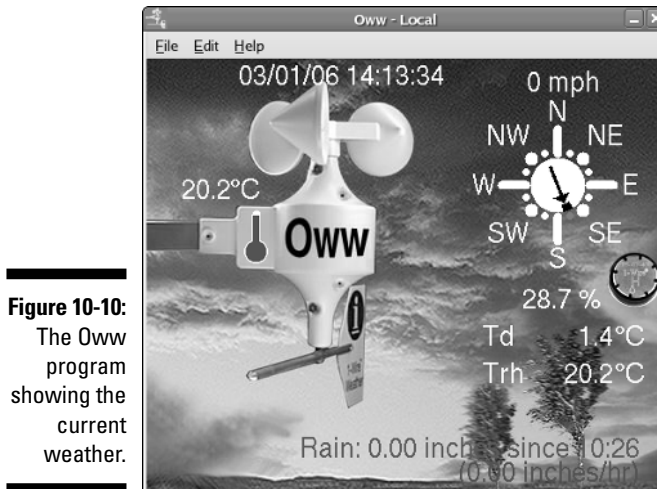 Oww - Local
File Edit Help
03/01/06 14:13:34
0 mph
N
NW NE
W E
SW SE
S
20.2°C
Oww
28.7 %
Td 1.4°C
Trh 20.2°C
Rain: 0.00 inches since 10:26
(0.00 inches/hr)
Figure 10-10:
The Oww
program
showing the
current
weather.